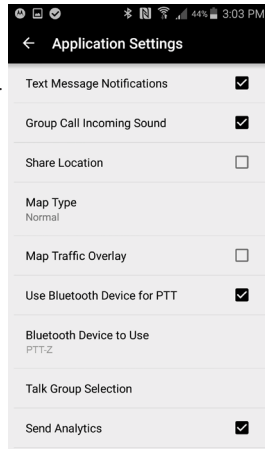 44% 3:03 PM
Application Settings
Text Message Notifications
Group Call Incoming Sound
Share Location
Map Type
Normal
Map Traffic Overlay
Use Bluetooth Device for PTT
Bluetooth Device to Use
PTT-Z
Talk Group Selection
Send Analytics